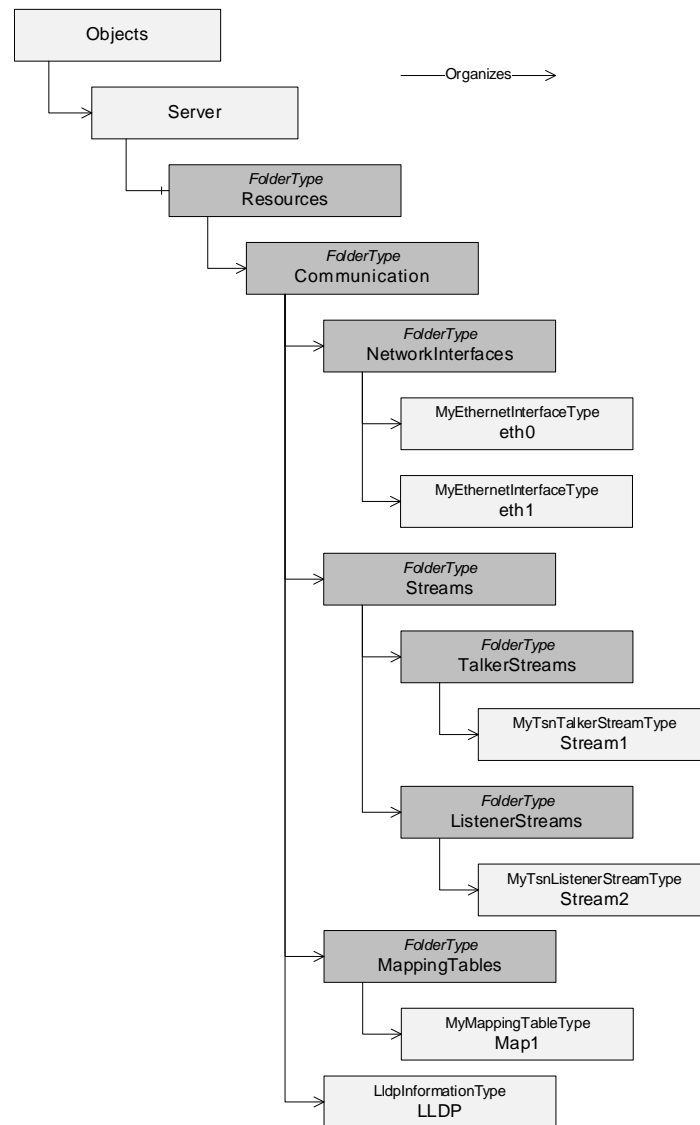 Objects
Organizes
Server
FolderType
Resources
FolderType
Communication
FolderType
NetworkInterfaces
MyEthernetInterfaceType
eth0
MyEthernetInterfaceType
eth1
FolderType
Streams
FolderType
TalkerStreams
MyTsnTalkerStreamType
Stream1
FolderType
ListenerStreams
MyTsnListenerStreamType
Stream2
FolderType
MappingTables
MyMappingTableType
Map1
LldpInformationType
LLDP